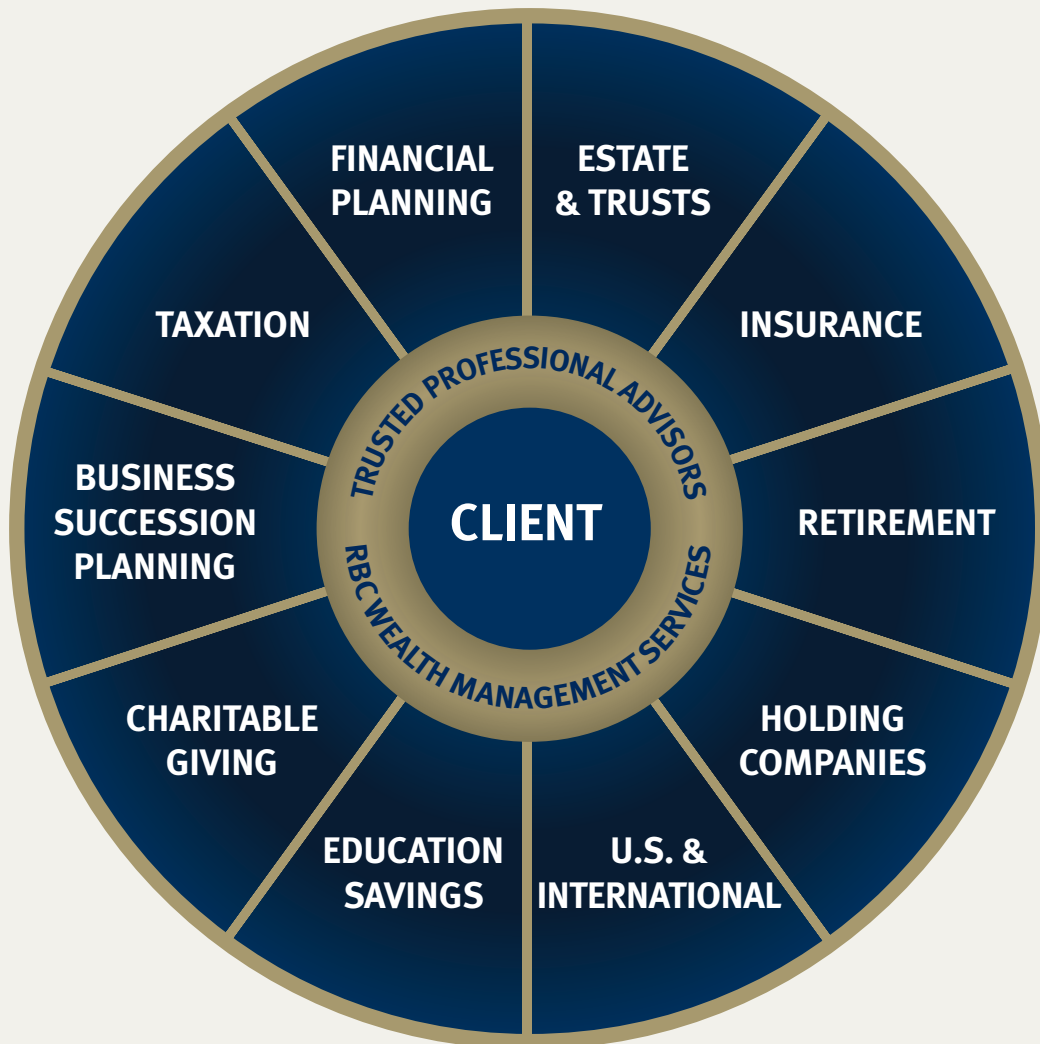 FINANCIAL
PLANNING
ESTATE
& TRUSTS
TAXATION
INSURANCE
TRUSTED PROFESSIONAL ADVISORS
CLIENT
RBC WEALTH MANAGEMENT SERVICES
BUSINESS
SUCCESSION
PLANNING
RETIREMENT
CHARITABLE
GIVING
HOLDING
COMPANIES
EDUCATION
SAVINGS
U.S. &
INTERNATIONAL